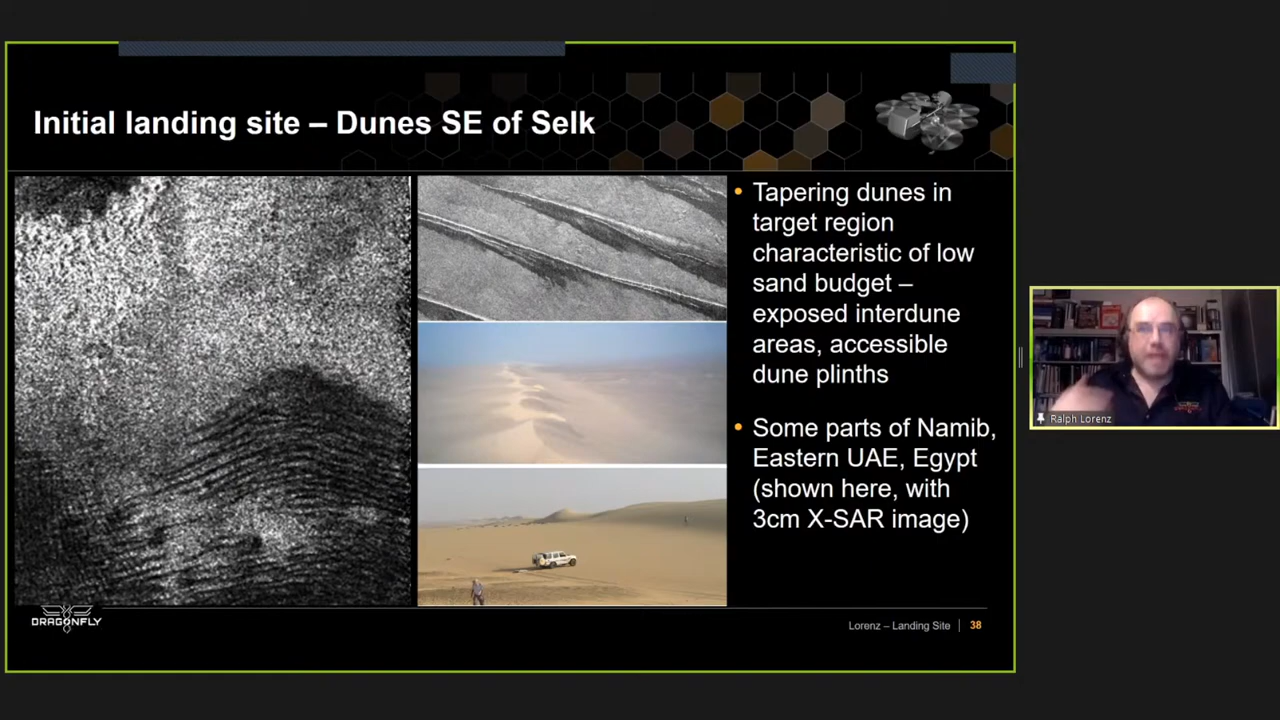 Initial landing site – Dunes SE of Selk
• Tapering dunes in
target region
characteristic of low
sand budget –
exposed interdune
areas, accessible
dune plinths
• Some parts of Namib,
Eastern UAE, Egypt
(shown here, with
3cm X-SAR image)
DRAGONFLY
Lorenz – Landing Site | 38
Ralph Lorenz